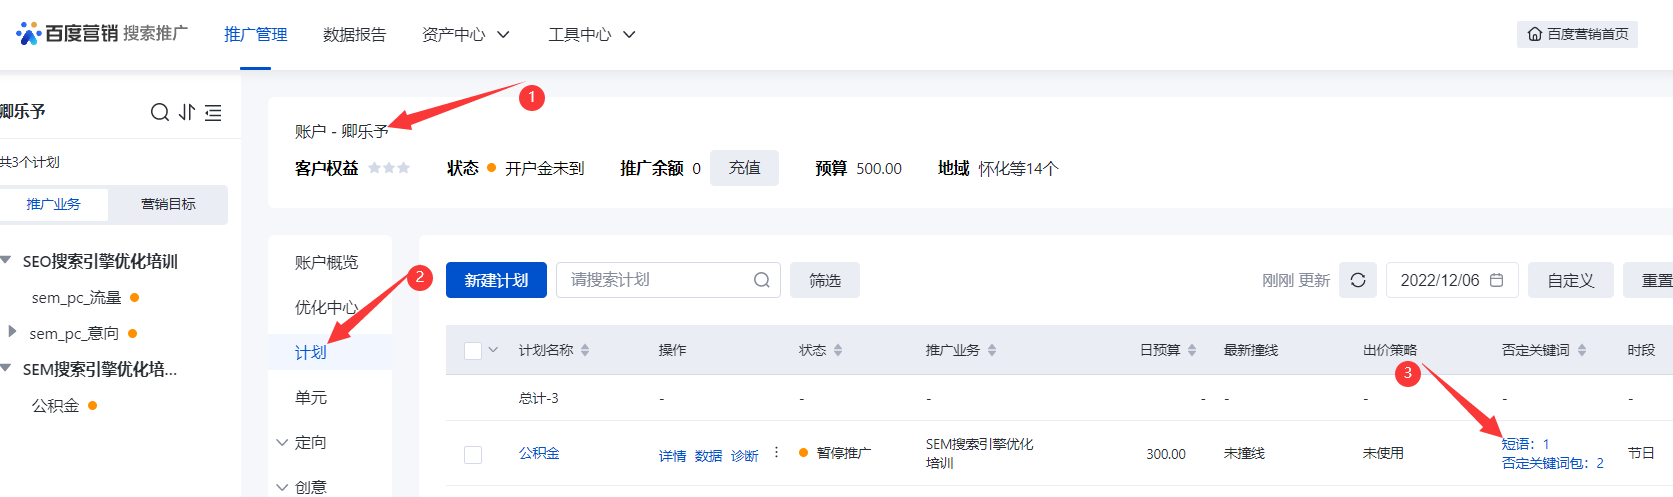 百度营销 搜索推广 推广管理 数据报告 资产中心 工具中心 百度营销首页
1
卿乐予
账户 - 卿乐予
共3个计划
客户权益 状态 开户金未到 推广余额 0 充值 预算 500.00 地域 怀化等14个
推广业务 营销目标
SEO搜索引擎优化培训
sem_pc_流量
sem_pc_意向
SEM搜索引擎优化培...
公积金
账户概览
2
优化中心
计划
单元
定向
创意
新建计划 请搜索计划 筛选 刚刚 更新 2022/12/06 自定义 重置
计划名称 操作 状态 推广业务 日预算 最新撞线 出价策略 否定关键词 时段
3
总计-3 - - - - - - - -
公积金 详情 数据 诊断 暂停推广 SEM搜索引擎优化 300.00 未撞线 未使用 短语：1 节日
培训 否定关键词包：2